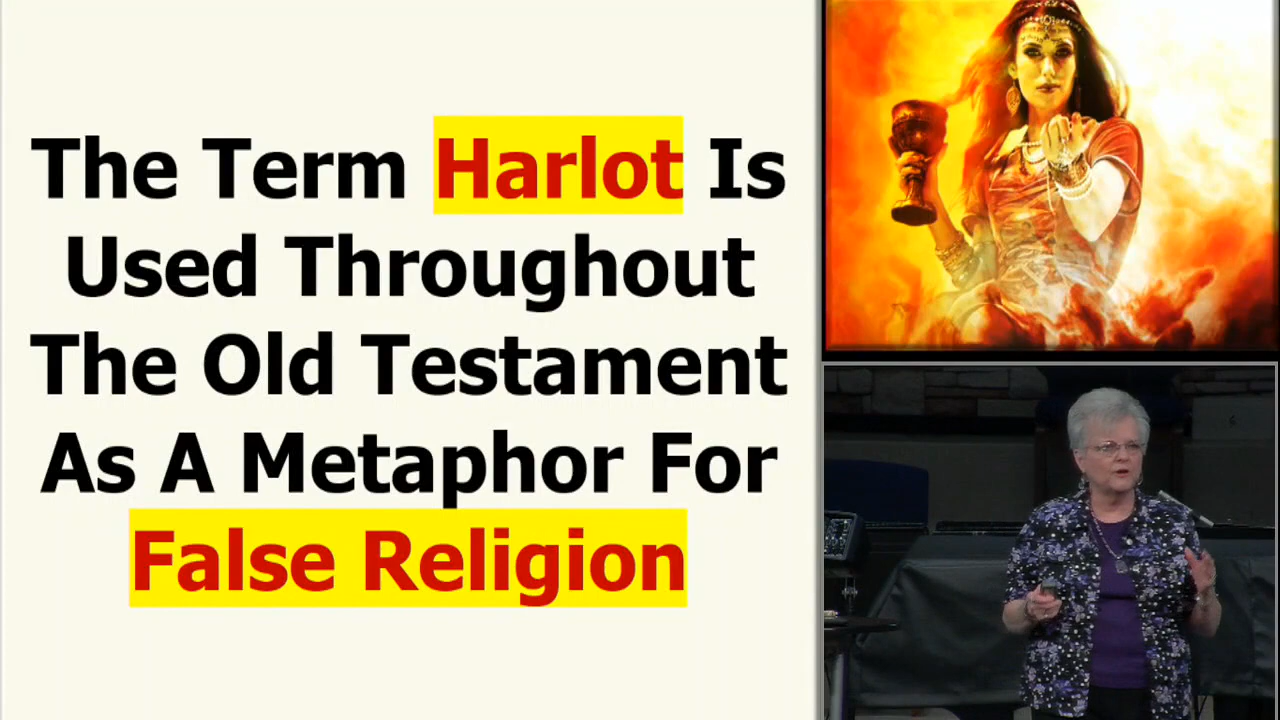 The Term Harlot Is
Used Throughout
The Old Testament
As A Metaphor For
False Religion